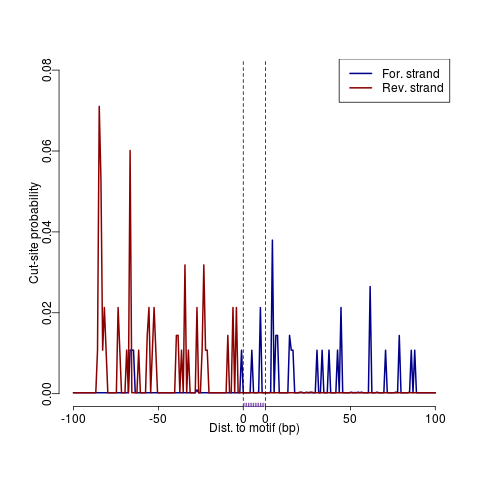 For. strand
Rev. strand
Cut-site probability
0.00
0.02
0.04
0.06
0.08
-100
-50
0
0
50
100
Dist. to motif (bp)